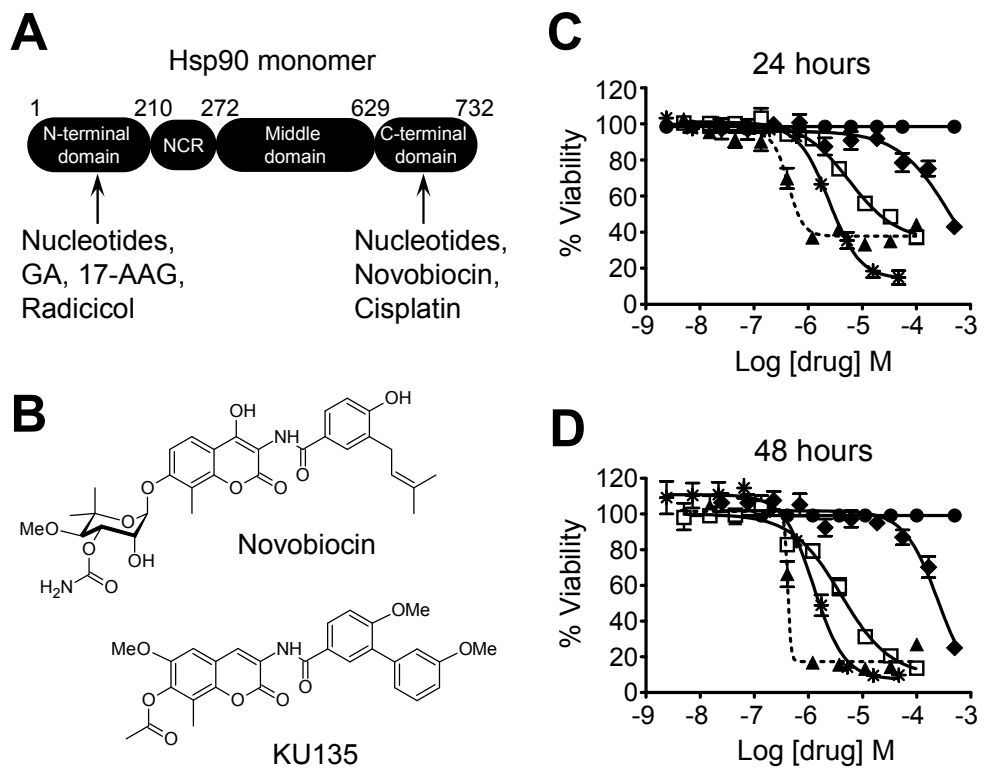 A
Hsp90 monomer
1 210 272 629 732
N-terminal domain
NCR
Middle domain
C-terminal domain
Nucleotides,
GA, 17-AAG,
Radicicol
Nucleotides,
Novobiocin,
Cisplatin
B
OH
OH
NH
O
O
O
O
O
MeO
O
OH
H2N
O
Novobiocin
OMe
OMe
MeO
NH
O
O
O
O
O
KU135
C
24 hours
% Viability
120
100
80
60
40
20
0
-9 -8 -7 -6 -5 -4 -3
Log [drug] M
D
48 hours
% Viability
120
100
80
60
40
20
0
-9 -8 -7 -6 -5 -4 -3
Log [drug] M